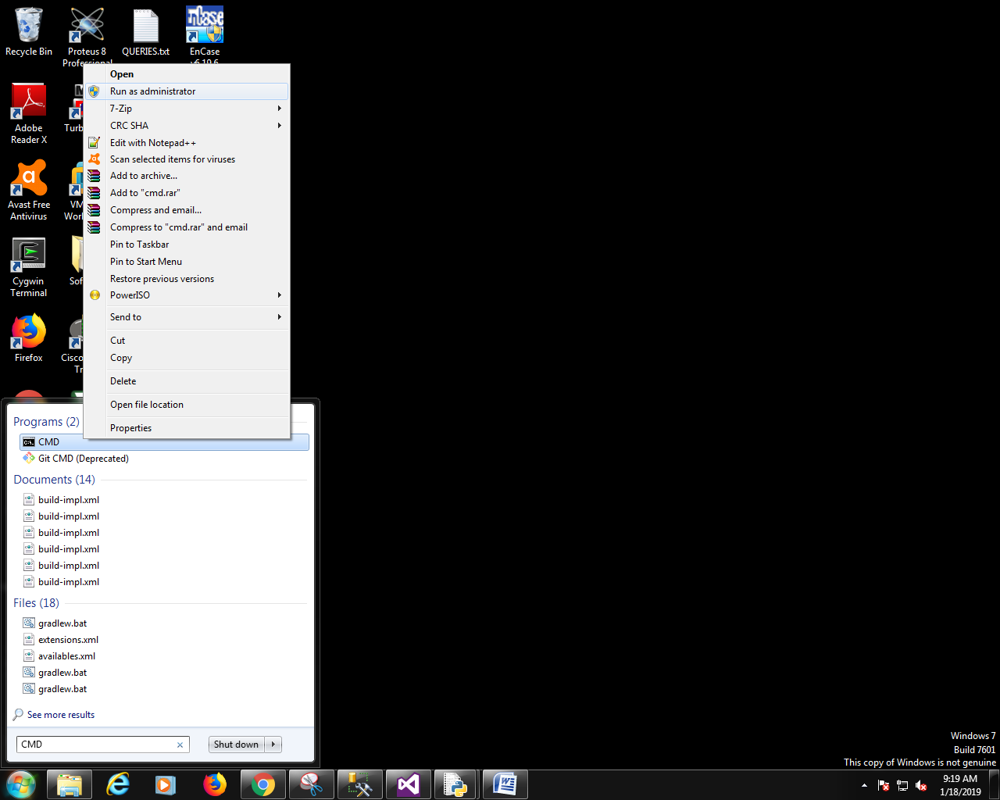 Recycle Bin
Proteus 8
Professional
QUERIES.txt
EnCase
v6.19.6
Open
Run as administrator
7-Zip
CRC SHA
Edit with Notepad++
Scan selected items for viruses
Add to archive...
Add to "cmd.rar"
Compress and email...
Compress to "cmd.rar" and email
Pin to Taskbar
Pin to Start Menu
Restore previous versions
PowerISO
Send to
Cut
Copy
Delete
Open file location
Properties
Adobe
Reader X
Turb
Avast Free
Antivirus
VM
Work
Cygwin
Terminal
Sof
Firefox
Cisco
Tr
Programs (2)
CMD
Git CMD (Deprecated)
Documents (14)
build-impl.xml
build-impl.xml
build-impl.xml
build-impl.xml
build-impl.xml
build-impl.xml
Files (18)
gradlew.bat
extensions.xml
availables.xml
gradlew.bat
gradlew.bat
See more results
CMD
Shut down
Windows 7
Build 7601
This copy of Windows is not genuine
9:19 AM
1/18/2019